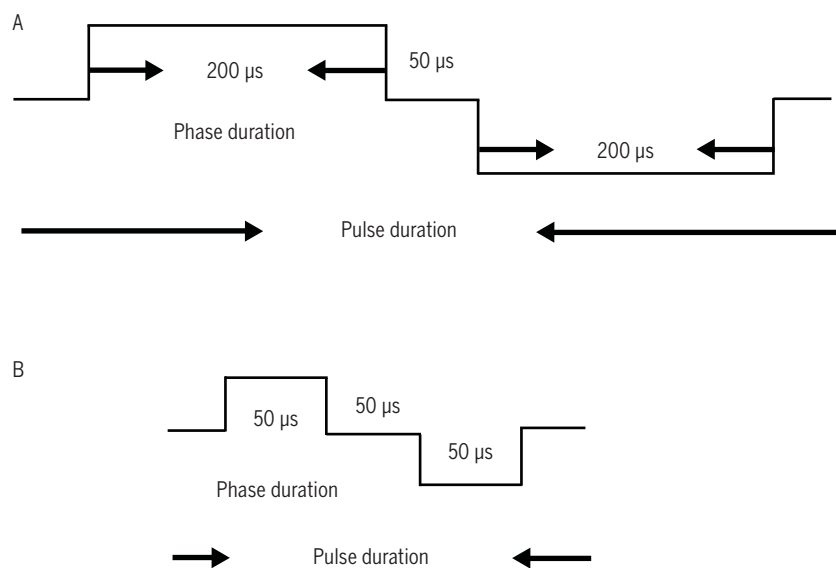 A
200 µs
50 µs
Phase duration
200 µs
Pulse duration
B
50 µs
50 µs
50 µs
Phase duration
Pulse duration